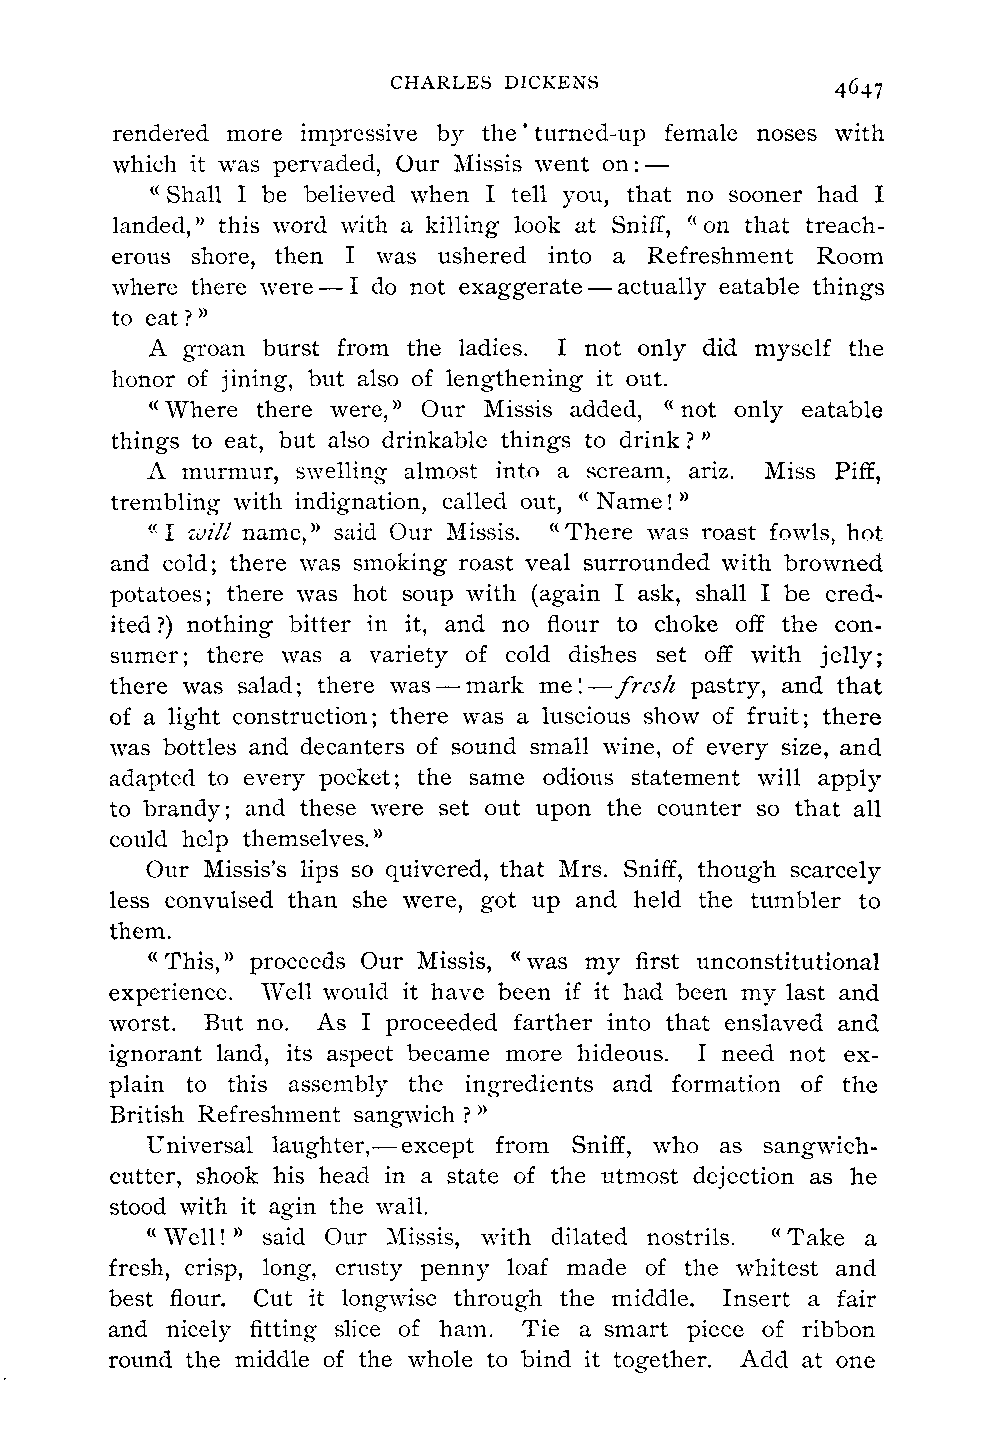 CHARLES DICKENS
4647
rendered more impressive by the turned-up female noses with
which it was pervaded, Our Missis went on: —
“Shall I be believed when I tell you, that no sooner had I
landed,” this word with a killing look at Sniff, “on that treach-
erous shore, then I was ushered into a Refreshment Room
where there were — I do not exaggerate — actually eatable things
to eat?”
A groan burst from the ladies. I not only did myself the
honor of jining, but also of lengthening it out.
“Where there were,” Our Missis added, “not only eatable
things to eat, but also drinkable things to drink?”
A murmur, swelling almost into a scream, ariz. Miss Piff,
trembling with indignation, called out, “Name!”
“I will name,” said Our Missis. “There was roast fowls, hot
and cold; there was smoking roast veal surrounded with browned
potatoes; there was hot soup with (again I ask, shall I be cred-
ited?) nothing bitter in it, and no flour to choke off the con-
sumer; there was a variety of cold dishes set off with jelly;
there was salad; there was — mark me! — fresh pastry, and that
of a light construction; there was a luscious show of fruit; there
was bottles and decanters of sound small wine, of every size, and
adapted to every pocket; the same odious statement will apply
to brandy; and these were set out upon the counter so that all
could help themselves.”
Our Missis's lips so quivered, that Mrs. Sniff, though scarcely
less convulsed than she were, got up and held the tumbler to
them.
“This,” proceeds Our Missis, “was my first unconstitutional
experience. Well would it have been if it had been my last and
worst. But no. As I proceeded farther into that enslaved and
ignorant land, its aspect became more hideous. I need not ex-
plain to this assembly the ingredients and formation of the
British Refreshment sangwich?”
Universal laughter,— except from Sniff, who as sangwich-
cutter, shook his head in a state of the utmost dejection as he
stood with it agin the wall.
“Well!” said Our Missis, with dilated nostrils. “Take a
fresh, crisp, long, crusty penny loaf made of the whitest and
best flour. Cut it longwise through the middle. Insert a fair
and nicely fitting slice of ham. Tie a smart piece of ribbon
round the middle of the whole to bind it together. Add at one